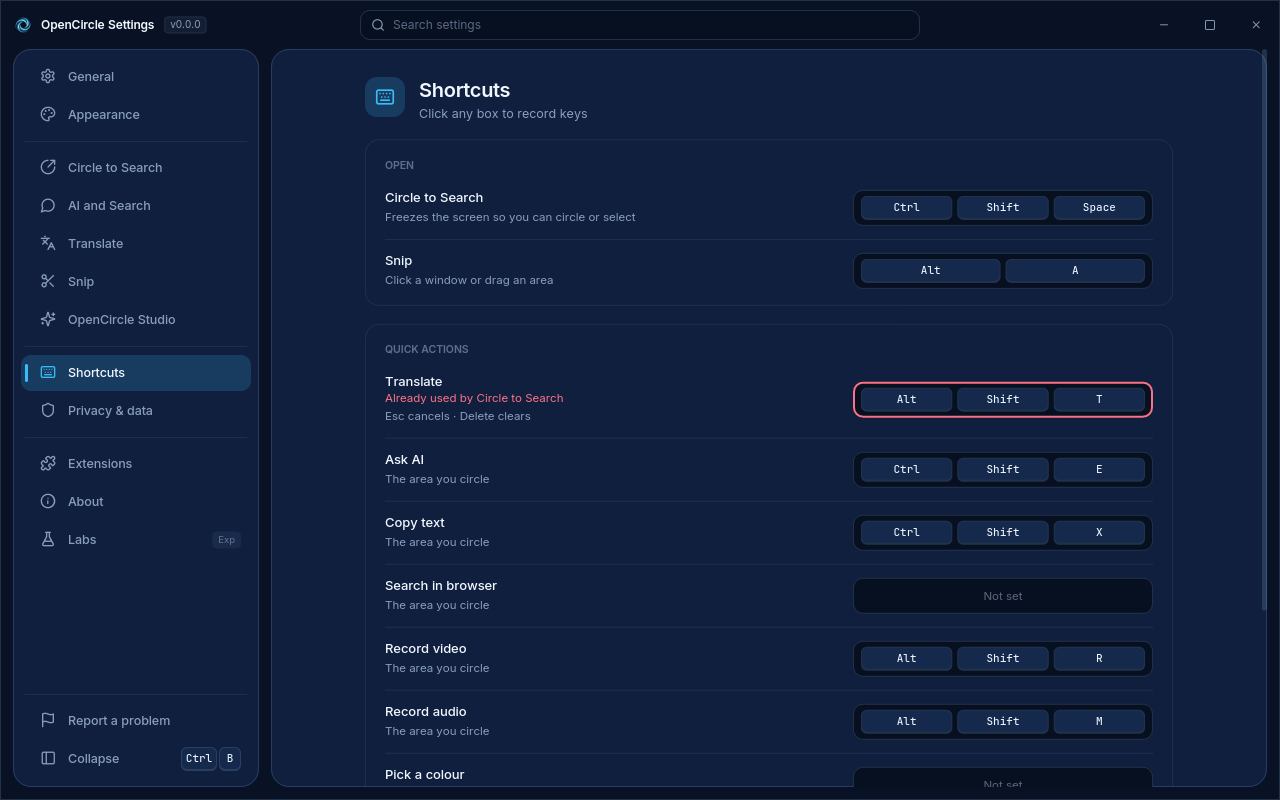 OpenCircle Settings v0.0.0
Search settings
General
Appearance
Circle to Search
AI and Search
Translate
Snip
OpenCircle Studio
Shortcuts
Privacy & data
Extensions
About
Labs Exp
Report a problem
Collapse Ctrl B
Shortcuts
Click any box to record keys
OPEN
Circle to Search
Freezes the screen so you can circle or select
Ctrl Shift Space
Snip
Click a window or drag an area
Alt A
QUICK ACTIONS
Translate
Already used by Circle to Search
Esc cancels · Delete clears
Alt Shift T
Ask AI
The area you circle
Ctrl Shift E
Copy text
The area you circle
Ctrl Shift X
Search in browser
The area you circle
Not set
Record video
The area you circle
Alt Shift R
Record audio
The area you circle
Alt Shift M
Pick a colour
Not set